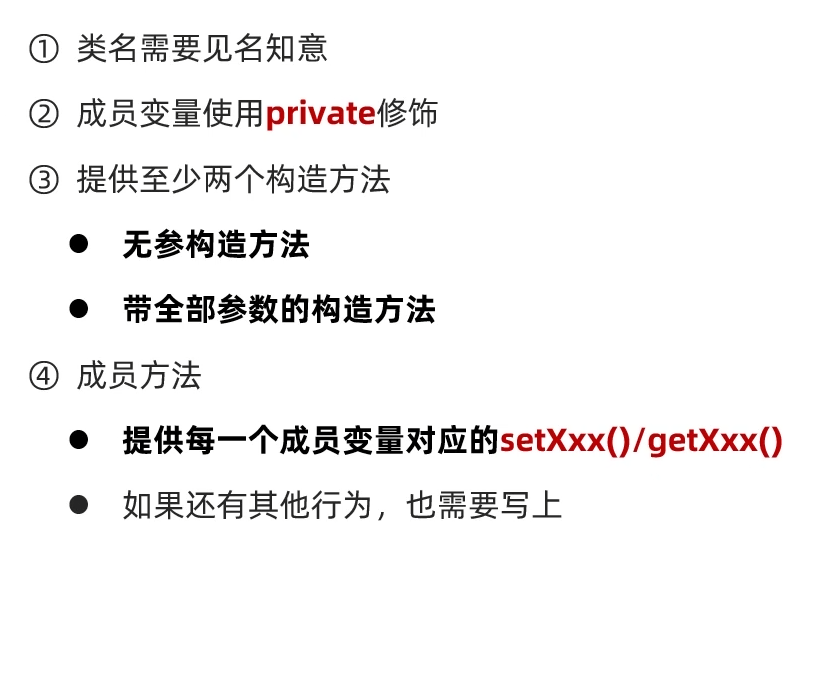 ① 类名需要见名知意
② 成员变量使用private修饰
③ 提供至少两个构造方法
● 无参构造方法
● 带全部参数的构造方法
④ 成员方法
● 提供每一个成员变量对应的setXxx()/getXxx()
● 如果还有其他行为，也需要写上